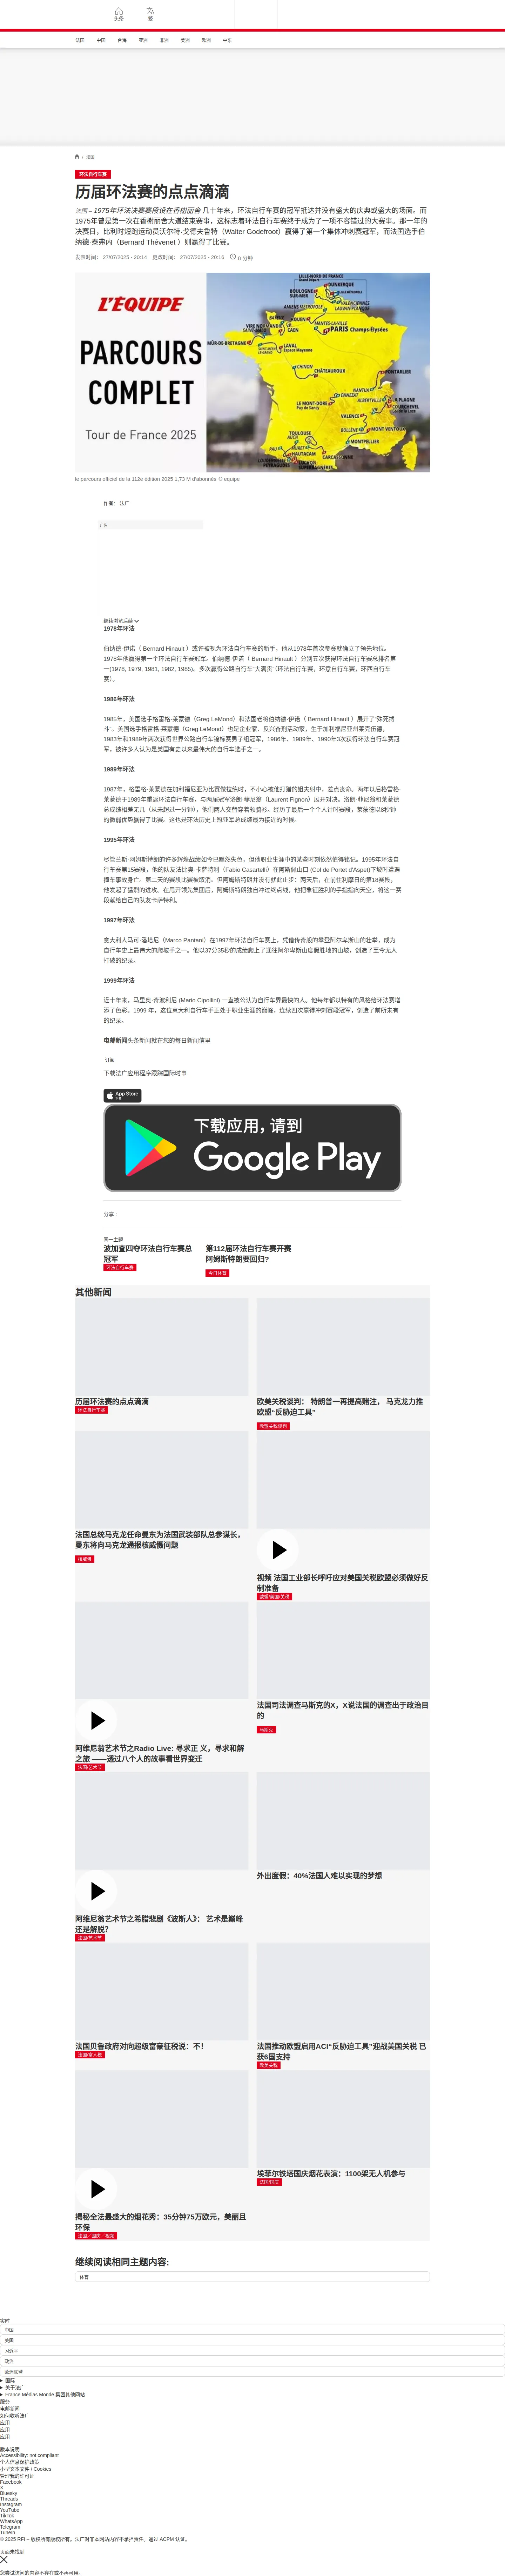 头条
繁
法国
中国
台海
亚洲
非洲
美洲
欧洲
中东
/ 法国
环法自行车赛
历届环法赛的点点滴滴
法国 – 1975年环法决赛赛段设在香榭丽舍 几十年来，环法自行车赛的冠军抵达并没有盛大的庆典或盛大的场面。而1975年曾是第一次在香榭丽舍大道结束赛事，这标志着环法自行车赛终于成为了一项不容错过的大赛事。那一年的决赛日，比利时短跑运动员沃尔特·戈德夫鲁特（Walter Godefroot）赢得了第一个集体冲刺赛冠军，而法国选手伯纳德·泰弗内（Bernard Thévenet ）则赢得了比赛。
发表时间： 27/07/2025 - 20:14 更改时间： 27/07/2025 - 20:16 6 分钟
L'ÉQUIPE
PARCOURS
COMPLET
Tour de France 2025
LILLE-NORD DE FRANCE
Grand Départ
DUNKERQUE
BOULOGNE-SUR-MER
VALENCIENNES
LAUWIN-PLANQUE
AMIENS
ROUEN
MANTES-LA-VILLE
PARIS Champs-Élysées
CAEN
BAYEUX
VIRE NORMANDIE
SAINT-MALO
MÛR-DE-BRETAGNE
LAVAL
CHINON
CHÂTEAUROUX
PONTARLIER
ENNEZAT
NANTUA
LA PLAGNE
ALBERTVILLE
COURCHEVEL
LE MONT-DORE
Puy de Sancy
VALENCE
BOLLÈNE
MONT VENTOUX
MONTPELLIER
TOULOUSE
AUCH
MURET
PAU
HAUTACAM
CARCASSONNE
SUPERBAGNÈRES
le parcours officiel de la 112e édition 2025 1,73 M d'abonnés © equipe
作者： 法广
广告
继续浏览后续
1978年环法
伯纳德·伊诺（ Bernard Hinault ）或许被视为环法自行车赛的新手，他从1978年首次参赛就确立了领先地位。1978年他赢得第一个环法自行车赛冠军。伯纳德·伊诺（ Bernard Hinault ）分别五次获得环法自行车赛总排名第一(1978, 1979, 1981, 1982, 1985)。多次赢得公路自行车“大满贯”（环法自行车赛，环意自行车赛，环西自行车赛）。
1986年环法
1985年，美国选手格雷格·莱蒙德（Greg LeMond）和法国老将伯纳德·伊诺（ Bernard Hinault ）展开了“殊死搏斗”。美国选手格雷格·莱蒙德（Greg LeMond）也是企业家、反兴奋剂活动家，生于加利福尼亚州莱克伍德。1983年和1989年两次获得世界公路自行车锦标赛男子组冠军，1986年、1989年、1990年3次获得环法自行车赛冠军，被许多人认为是美国有史以来最伟大的自行车选手之一。
1989年环法
1987年，格雷格·莱蒙德在加利福尼亚为比赛做拉练时，不小心被他打猎的姐夫射中，差点丧命。两年以后格雷格·莱蒙德于1989年重返环法自行车赛，与两届冠军洛朗·菲尼翁（Laurent Fignon）展开对决。洛朗·菲尼翁和莱蒙德总成绩相差无几（从未超过一分钟），他们两人交替穿着领骑衫。经历了最后一个个人计时赛段，莱蒙德以8秒钟的微弱优势赢得了比赛。这也是环法历史上冠亚军总成绩最为接近的时候。
1995年环法
尽管兰斯·阿姆斯特朗的许多辉煌战绩如今已黯然失色，但他职业生涯中的某些时刻依然值得铭记。1995年环法自行车赛第15赛段，他的队友法比奥·卡萨特利（Fabio Casartelli）在阿斯佩山口 (Col de Portet d'Aspet)下坡时遭遇撞车事故身亡。第二天的赛段比赛被取消。但阿姆斯特朗并没有就此止步：两天后，在前往利摩日的第18赛段，他发起了猛烈的进攻。在甩开领先集团后，阿姆斯特朗独自冲过终点线，他把象征胜利的手指指向天空，将这一赛段献给自己的队友卡萨特利。
1997年环法
意大利人马可·潘塔尼（Marco Pantani）在1997年环法自行车赛上，凭借传奇般的攀登阿尔卑斯山的壮举，成为自行车史上最伟大的爬坡手之一。他以37分35秒的成绩爬上了通往阿尔卑斯山度假胜地的山坡，创造了至今无人打破的纪录。
1999年环法
近十年来，马里奥·奇波利尼 (Mario Cipollini) 一直被公认为自行车界最快的人。他每年都以特有的风格给环法赛增添了色彩。1999 年，这位意大利自行车手正处于职业生涯的巅峰，连续四次赢得冲刺赛段冠军，创造了前所未有的纪录。
电邮新闻头条新闻就在您的每日新闻信里
订阅
下载法广应用程序跟踪国际时事
App Store
下载应用，请到
Google Play
分享 :
同一主题
波加查四夺环法自行车赛总冠军
环法自行车赛
第112届环法自行车赛开赛 阿姆斯特朗要回归?
今日体育
其他新闻
历届环法赛的点点滴滴
环法自行车赛
欧美关税谈判： 特朗普一再提高赌注， 马克龙力推欧盟“反胁迫工具”
欧盟关税谈判
法国总统马克龙任命曼东为法国武装部队总参谋长，曼东将向马克龙通报核威慑问题
核威慑
视频 法国工业部长呼吁应对美国关税欧盟必须做好反制准备
欧盟/美国/关税
阿维尼翁艺术节之Radio Live: 寻求正 义，寻求和解之旅 ——透过八个人的故事看世界变迁
法国/艺术节
法国司法调查马斯克的X，X说法国的调查出于政治目的
马斯克
阿维尼翁艺术节之希腊悲剧《波斯人》： 艺术是巅峰还是解脱?
法国/艺术节
外出度假：40%法国人难以实现的梦想
法国贝鲁政府对向超级富豪征税说：不！
法国/富人税
法国推动欧盟启用ACI“反胁迫工具”迎战美国关税 已获6国支持
欧美关税
揭秘全法最盛大的烟花秀：35分钟75万欧元，美丽且环保
法国／国庆／视频
埃菲尔铁塔国庆烟花表演：1100架无人机参与
法国/国庆
继续阅读相同主题内容:
体育
实时
中国
美国
习近平
政治
欧洲联盟
国际
关于法广
France Médias Monde 集团其他网站
服务
电邮新闻
如何收听法广
应用
应用
应用
版本说明
Accessibility: not compliant
个人信息保护政策
小型文本文件 / Cookies
管理我的许可证
Facebook
X
Bluesky
Threads
Instagram
YouTube
TikTok
WhatsApp
Telegram
TuneIn
© 2025 RFI – 版权所有版权所有。法广对非本网站内容不承担责任。通过 ACPM 认证。
页面未找到
您尝试访问的内容不存在或不再可用。